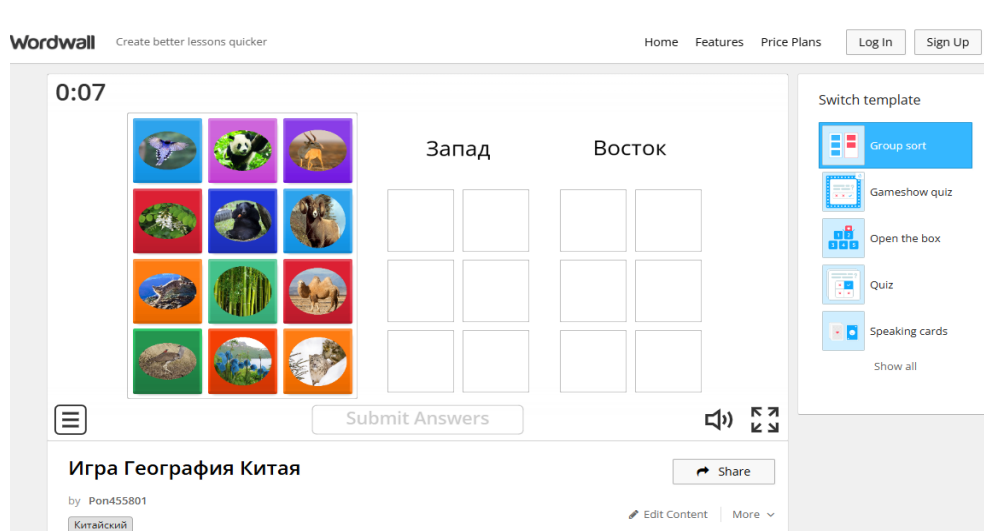 Wordwall Create better lessons quicker Home Features Price Plans Log In Sign Up
0:07
Запад Восток
Submit Answers
Switch template
Group sort
Gameshow quiz
Open the box
Quiz
Speaking cards
Show all
Игра География Китая
Share
by Pon455801
Edit Content More
Китайский